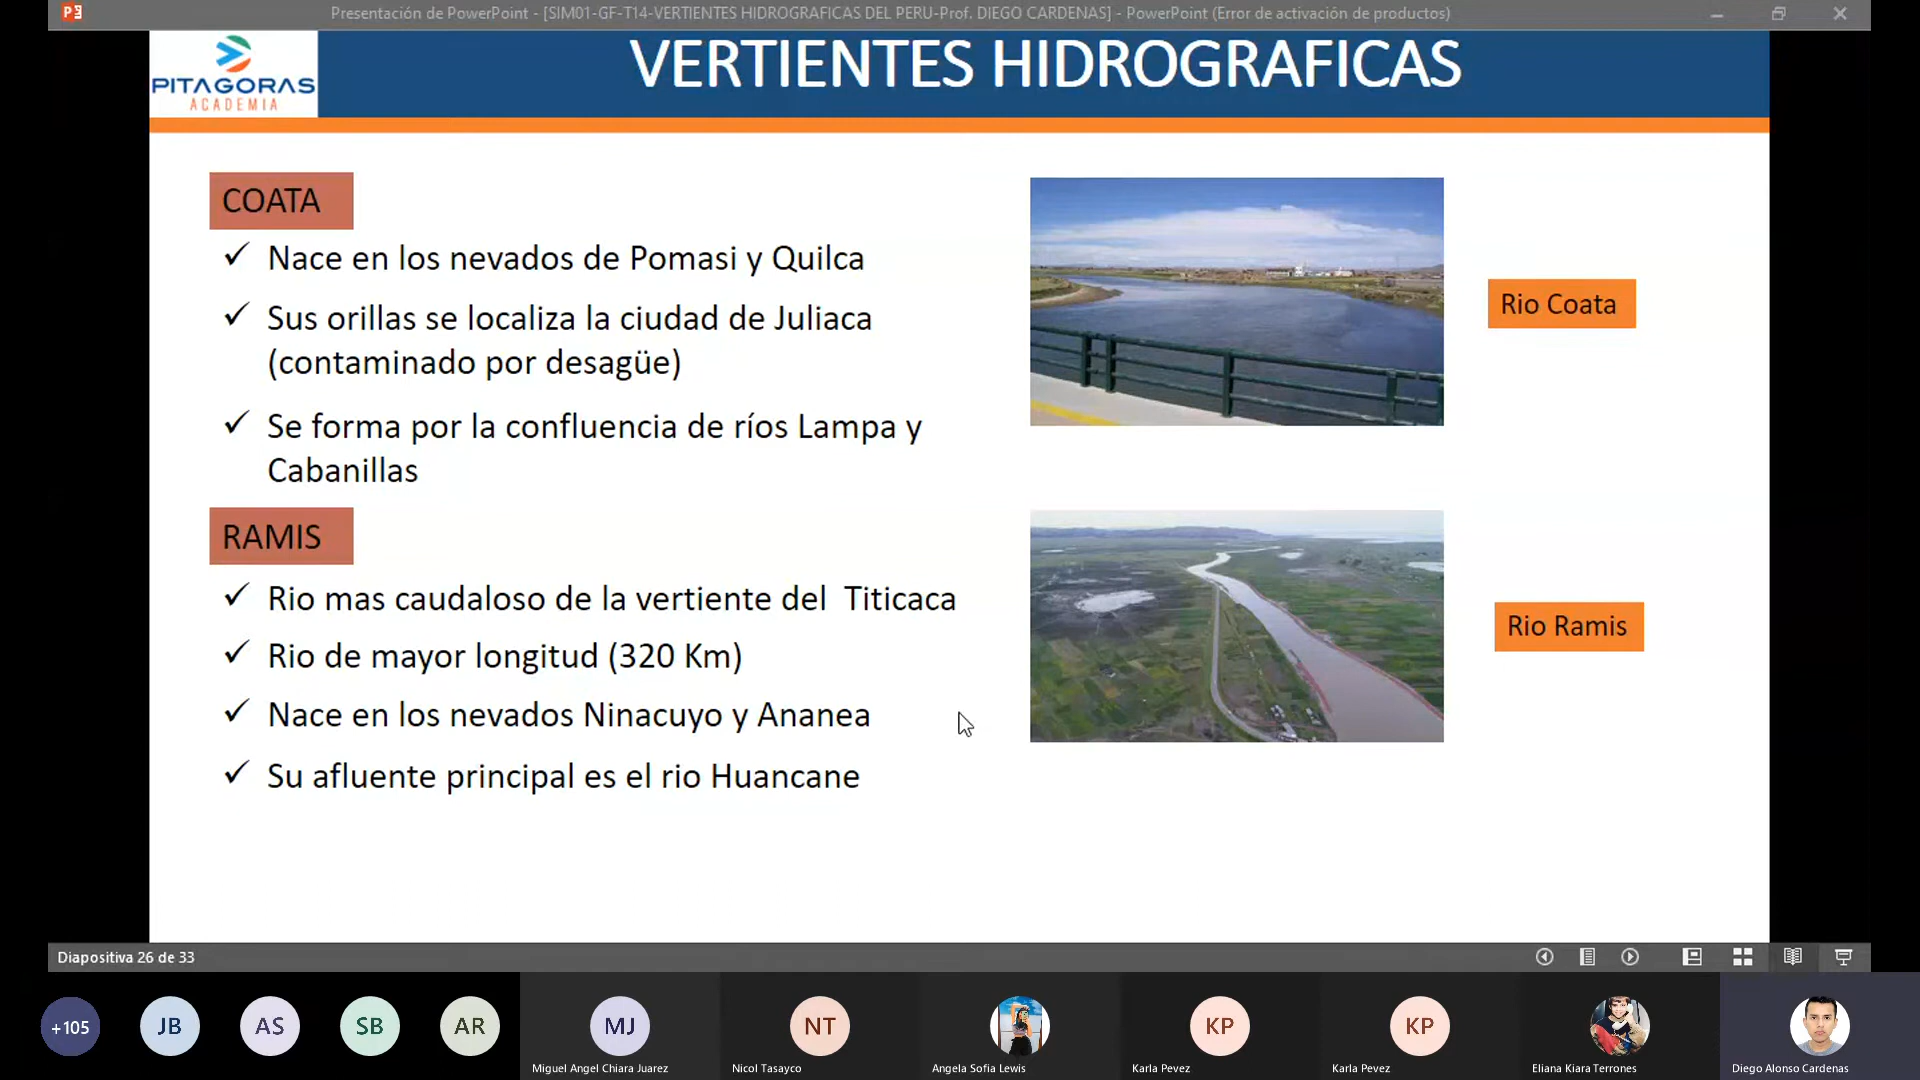 Presentación de PowerPoint - [SIM01-GF-T14-VERTIENTES HIDROGRAFICAS DEL PERU-Prof. DIEGO CARDENAS] - PowerPoint (Error de activación de productos)
PITAGORAS
ACADEMIA
VERTIENTES HIDROGRAFICAS
COATA
✓ Nace en los nevados de Pomasi y Quilca
✓ Sus orillas se localiza la ciudad de Juliaca
(contaminado por desagüe)
✓ Se forma por la confluencia de ríos Lampa y
Cabanillas
Rio Coata
RAMIS
✓ Rio mas caudaloso de la vertiente del Titicaca
✓ Rio de mayor longitud (320 Km)
✓ Nace en los nevados Ninacuyo y Ananea
✓ Su afluente principal es el rio Huancane
Rio Ramis
Diapositiva 26 de 33
+105
JB
AS
SB
AR
MJ
NT
KP
KP
Miguel Angel Chiara Juarez
Nicol Tasayco
Angela Sofia Lewis
Karla Pevez
Karla Pevez
Eliana Kiara Terrones
Diego Alonso Cardenas